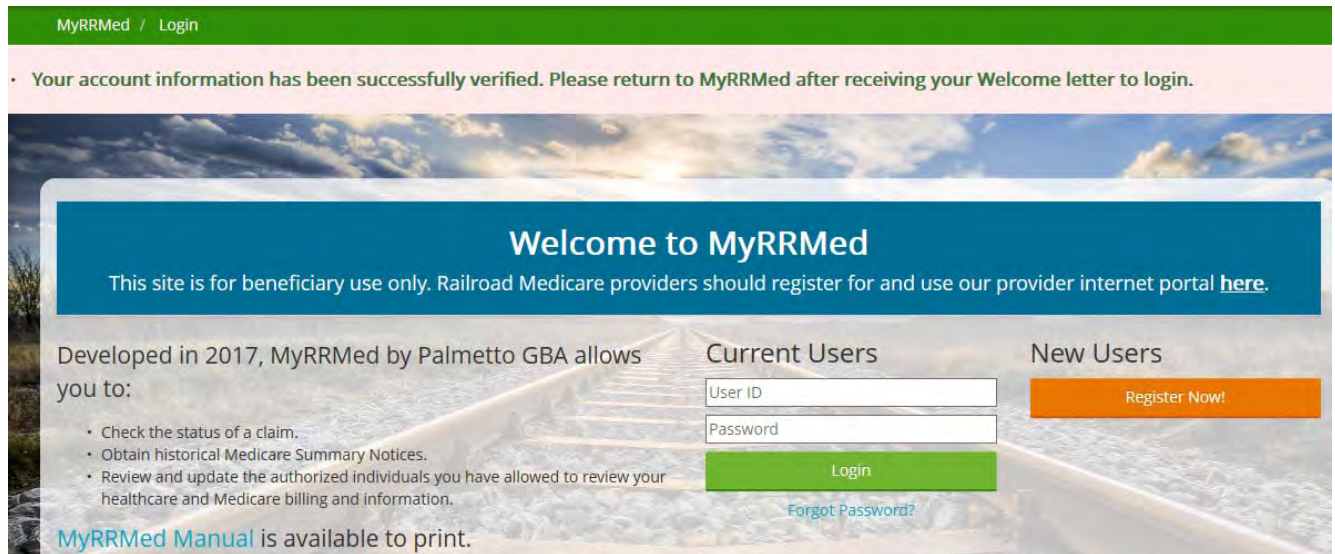 MyRRMed / Login
· Your account information has been successfully verified. Please return to MyRRMed after receiving your Welcome letter to login.
Welcome to MyRRMed
This site is for beneficiary use only. Railroad Medicare providers should register for and use our provider internet portal here.
Developed in 2017, MyRRMed by Palmetto GBA allows
you to:
• Check the status of a claim.
• Obtain historical Medicare Summary Notices.
• Review and update the authorized individuals you have allowed to review your
healthcare and Medicare billing and information.
MyRRMed Manual is available to print.
Current Users
User ID
Password
Login
Forgot Password?
New Users
Register Now!